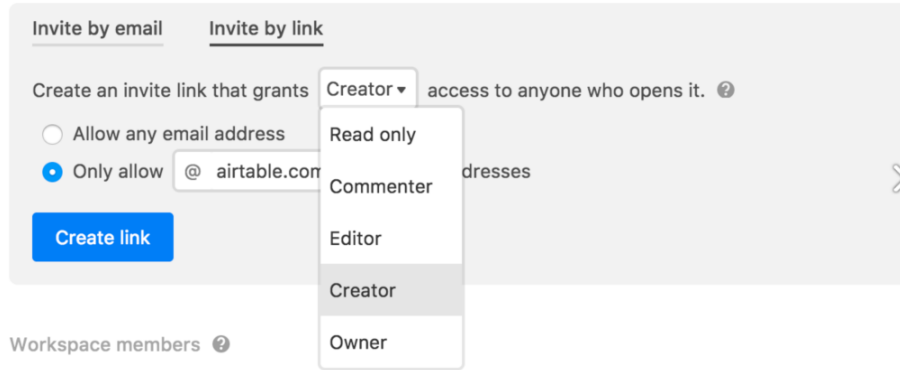 Invite by email Invite by link
Create an invite link that grants Creator access to anyone who opens it. ?
Allow any email address
Only allow @ airtable.com dresses
Create link
Read only
Commenter
Editor
Creator
Owner
Workspace members ?